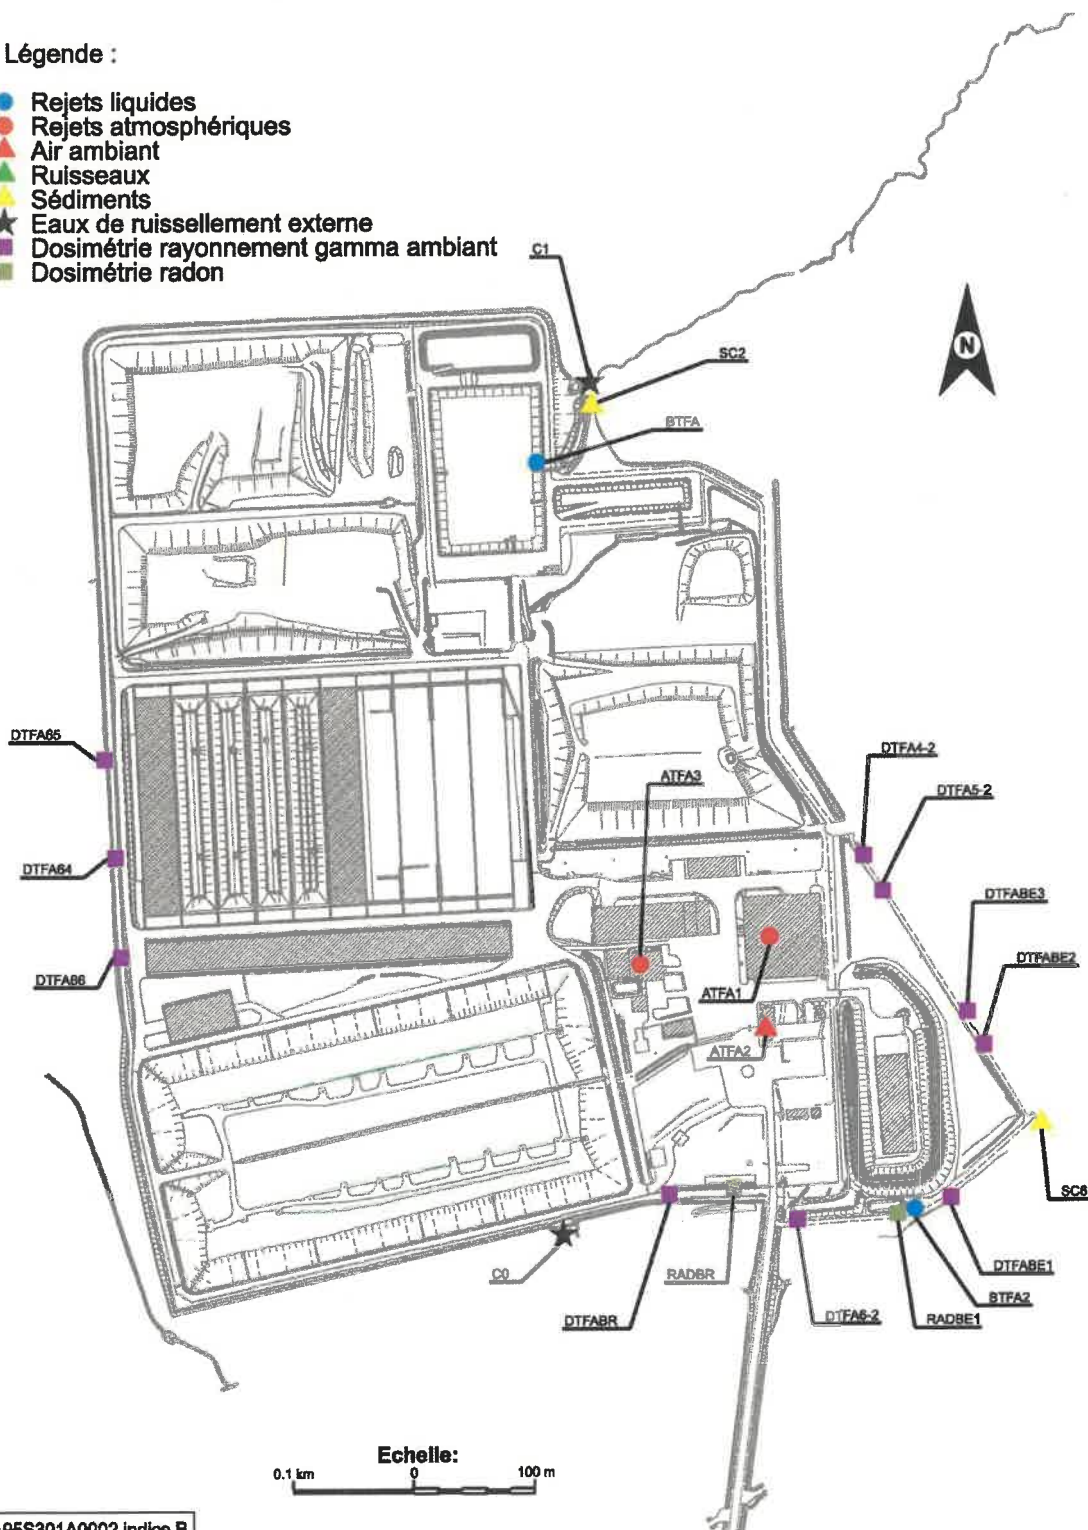 Légende :
Rejets liquides
Rejets atmosphériques
Air ambiant
Ruisseaux
Sédiments
Eaux de ruissellement externe
Dosimétrie rayonnement gamma ambiant
Dosimétrie radon
C1
N
SC2
BTFA
DTFA65
DTFA4-2
ATFA3
DTFA5-2
DTFA64
DTFABE3
DTFABE2
DTFA66
ATFA1
ATFA2
SC6
C0
RADBR
DTFABE1
BTFA2
DTFABR
DTFA6-2
RADBE1
Echelle:
0.1 km 0 100 m